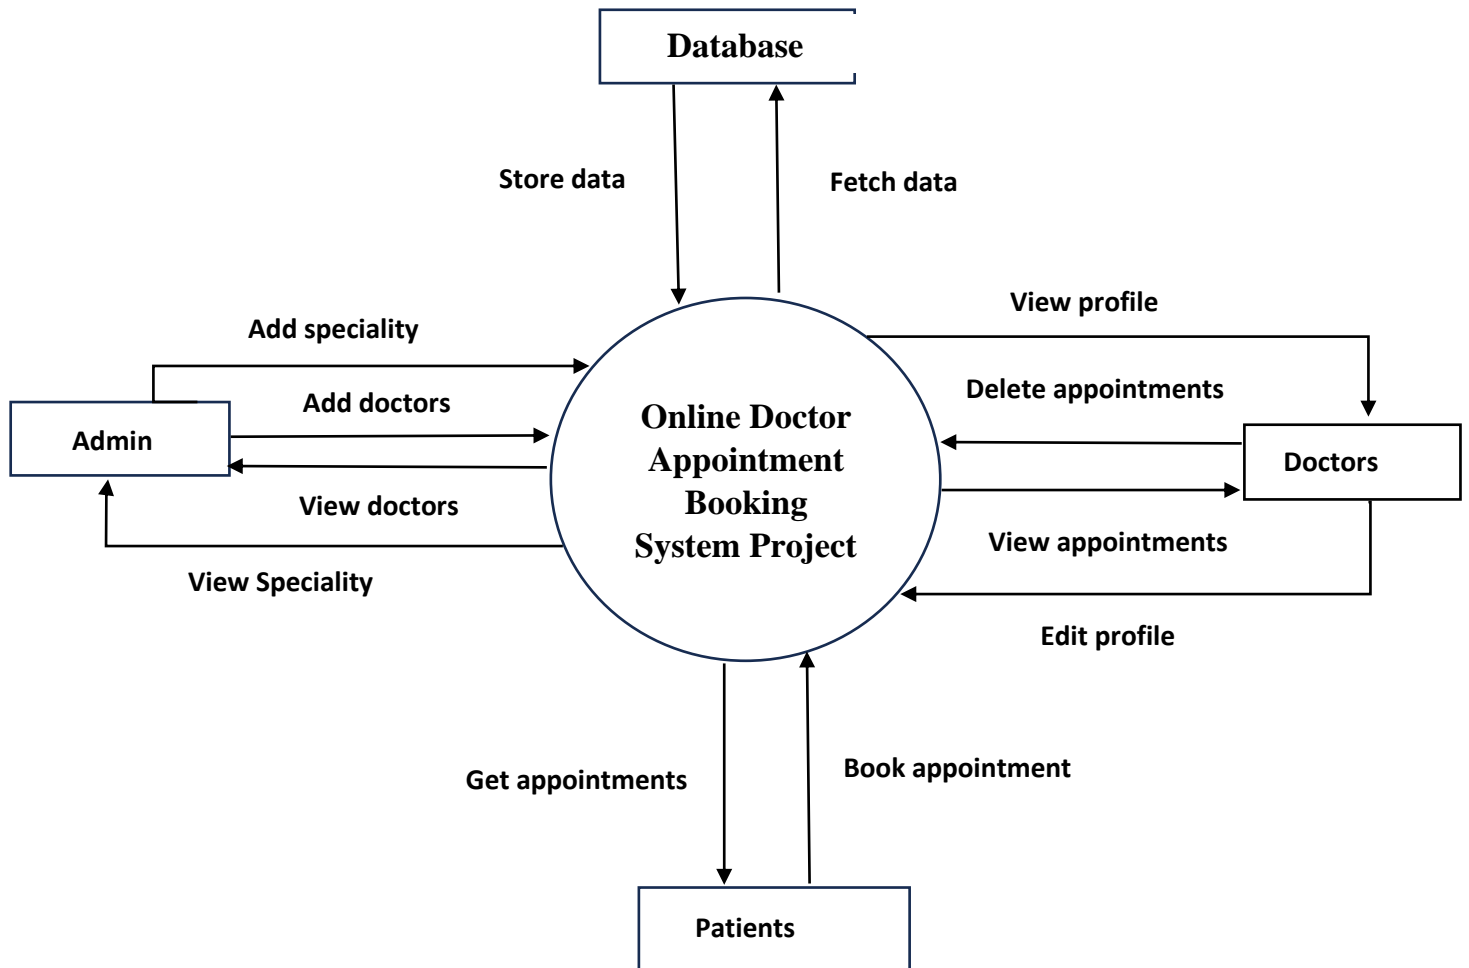 Database
Store data
Fetch data
View profile
Add speciality
Delete appointments
Add doctors
Admin
Online Doctor
Appointment
Booking
System Project
Doctors
View doctors
View appointments
View Speciality
Edit profile
Get appointments
Book appointment
Patients